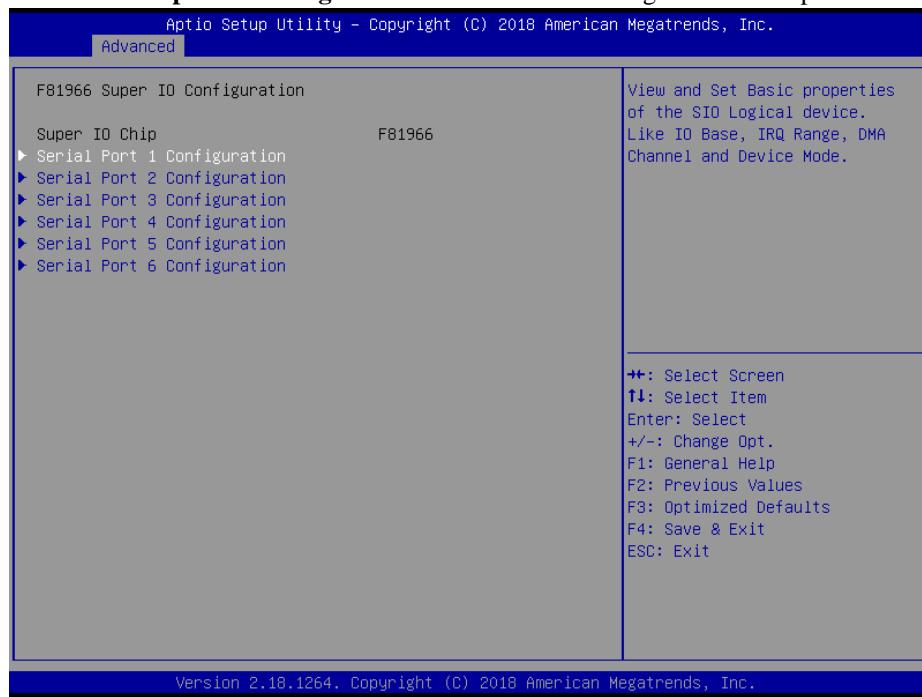 Aptio Setup Utility – Copyright (C) 2018 American Megatrends, Inc.
Advanced
F81966 Super IO Configuration
Super IO Chip F81966
Serial Port 1 Configuration
Serial Port 2 Configuration
Serial Port 3 Configuration
Serial Port 4 Configuration
Serial Port 5 Configuration
Serial Port 6 Configuration
View and Set Basic properties
of the SIO Logical device.
Like IO Base, IRQ Range, DMA
Channel and Device Mode.
→←: Select Screen
↑↓: Select Item
Enter: Select
+/-: Change Opt.
F1: General Help
F2: Previous Values
F3: Optimized Defaults
F4: Save & Exit
ESC: Exit
Version 2.18.1264. Copyright (C) 2018 American Megatrends, Inc.